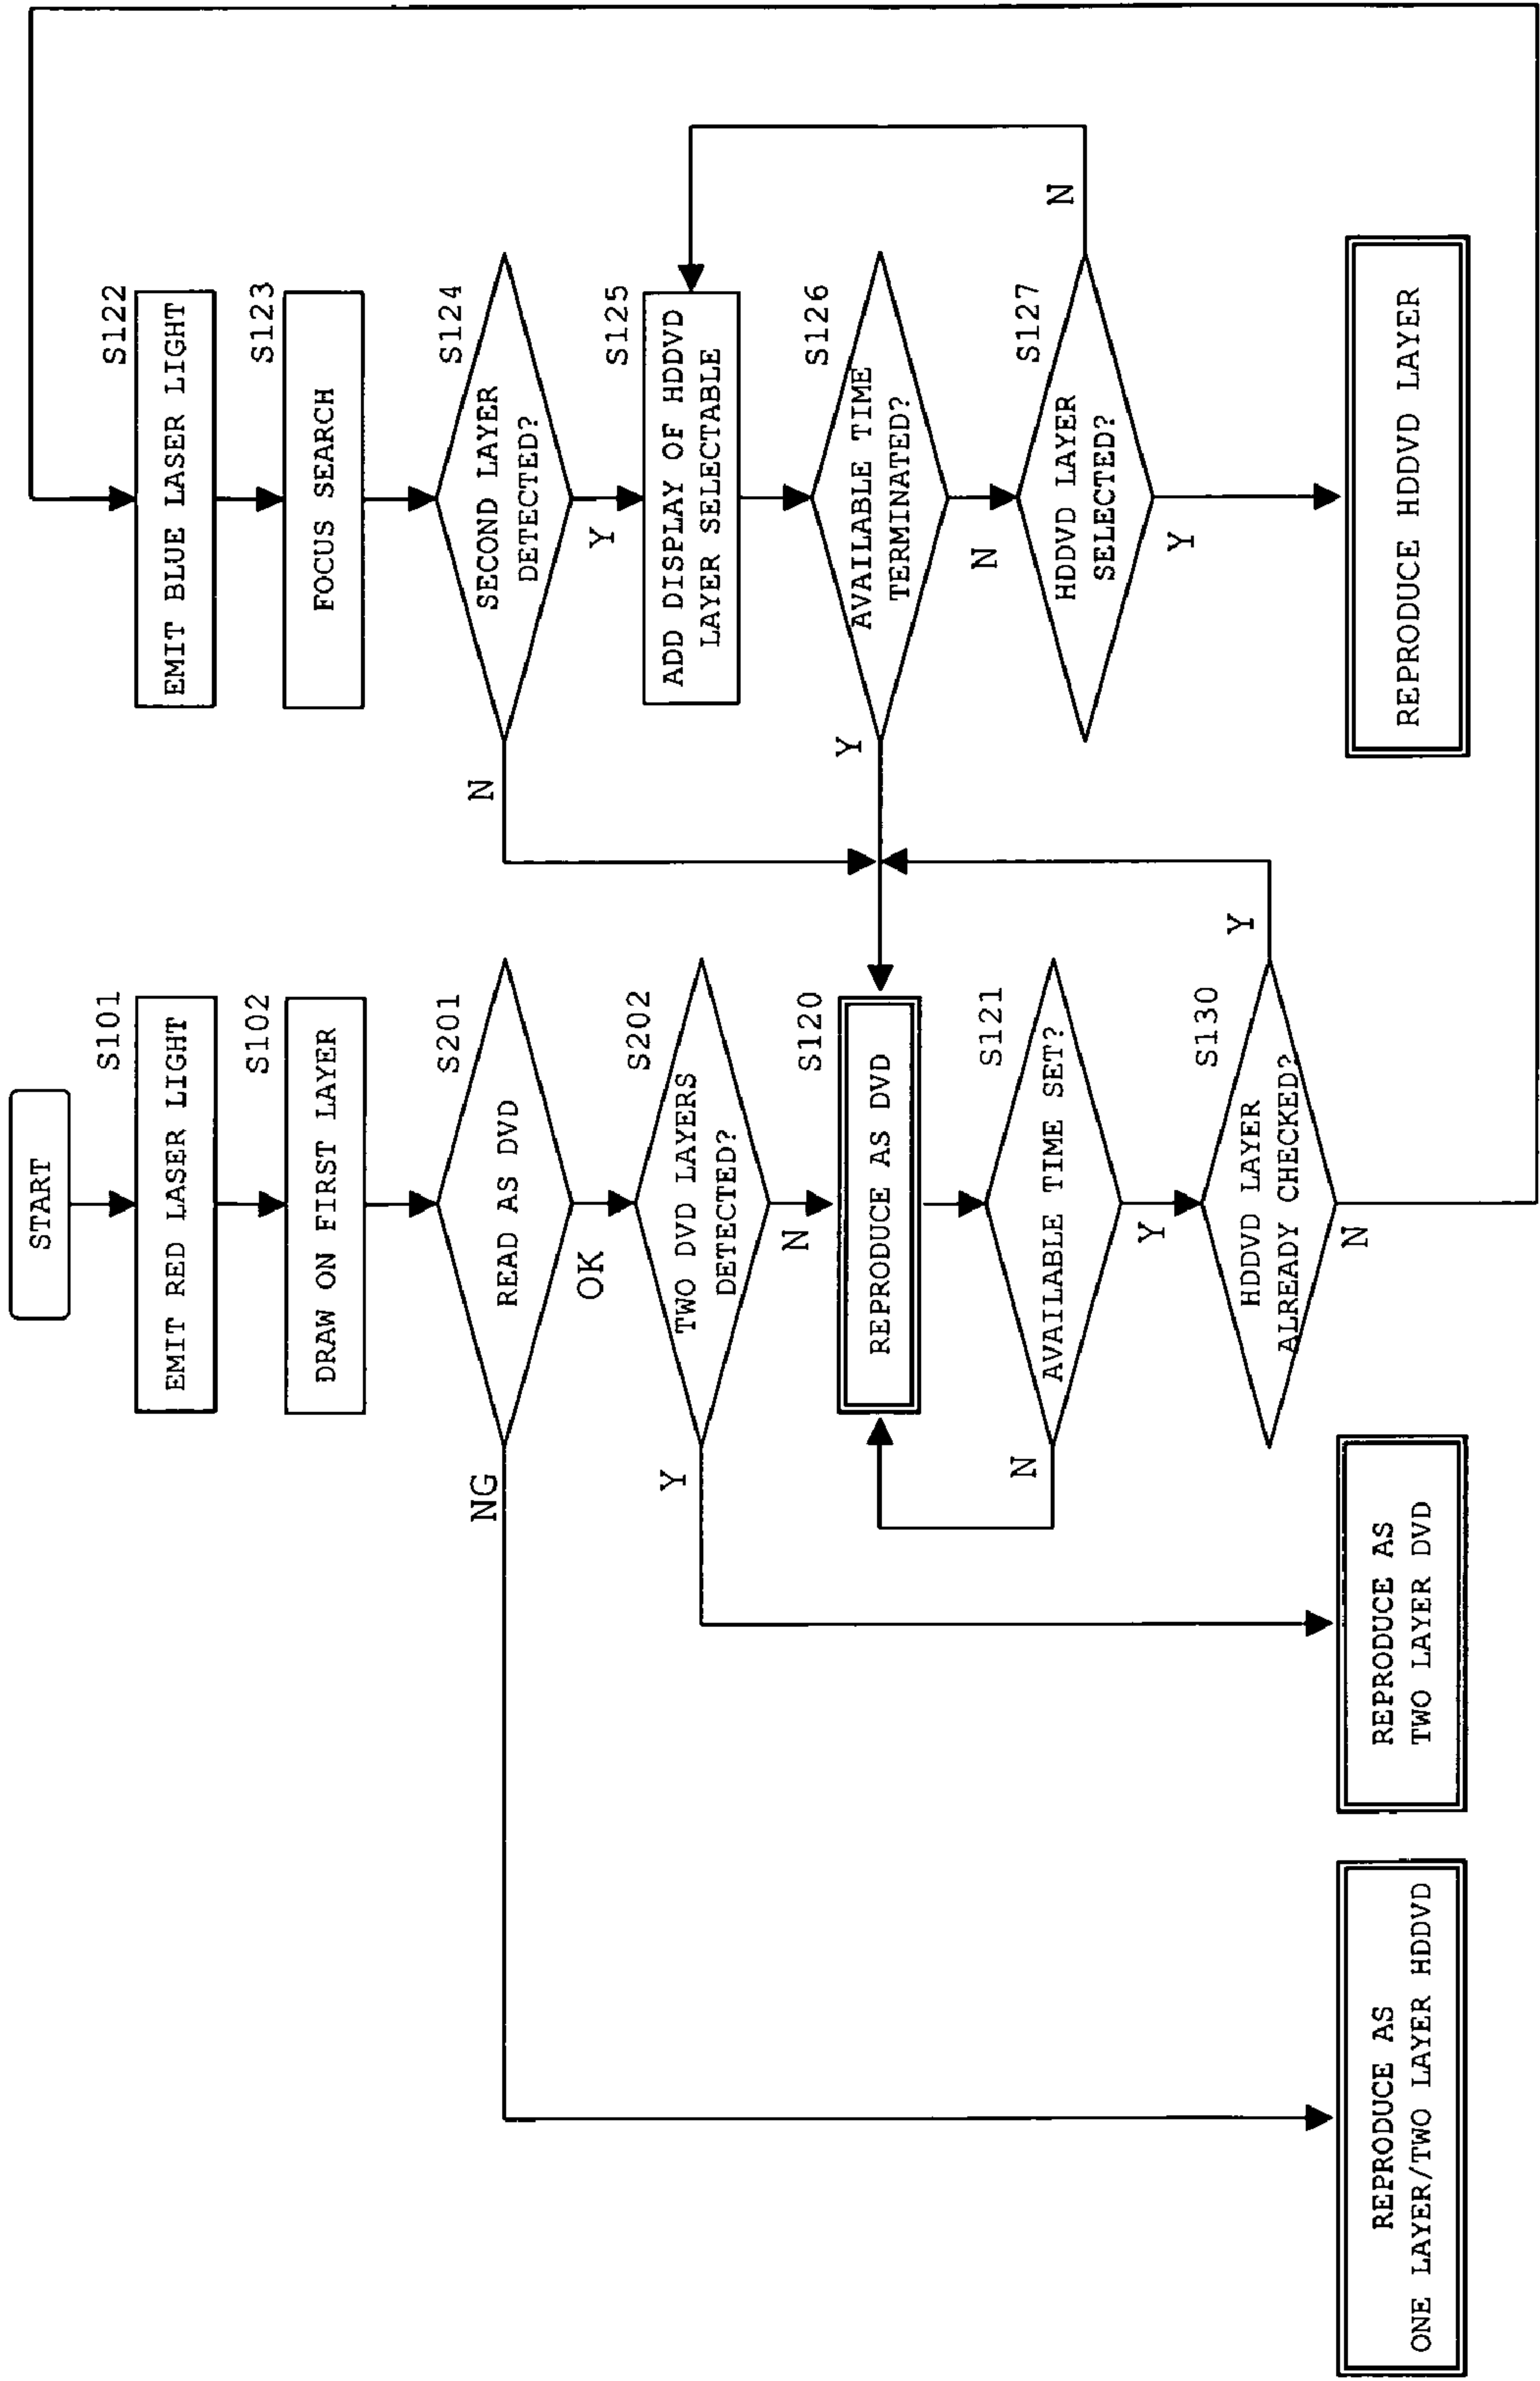 START
S101
EMIT RED LASER LIGHT
S102
DRAW ON FIRST LAYER
S201
READ AS DVD
NG
OK
S202
TWO DVD LAYERS
DETECTED?
Y
N
S120
REPRODUCE AS DVD
S121
AVAILABLE TIME SET?
N
Y
S130
HDDVD LAYER
ALREADY CHECKED?
Y
N
REPRODUCE AS
ONE LAYER/TWO LAYER HDDVD
REPRODUCE AS
TWO LAYER DVD
S122
EMIT BLUE LASER LIGHT
S123
FOCUS SEARCH
S124
SECOND LAYER
DETECTED?
N
Y
S125
ADD DISPLAY OF HDDVD
LAYER SELECTABLE
S126
AVAILABLE TIME
TERMINATED?
Y
N
S127
HDDVD LAYER
SELECTED?
N
Y
REPRODUCE HDDVD LAYER